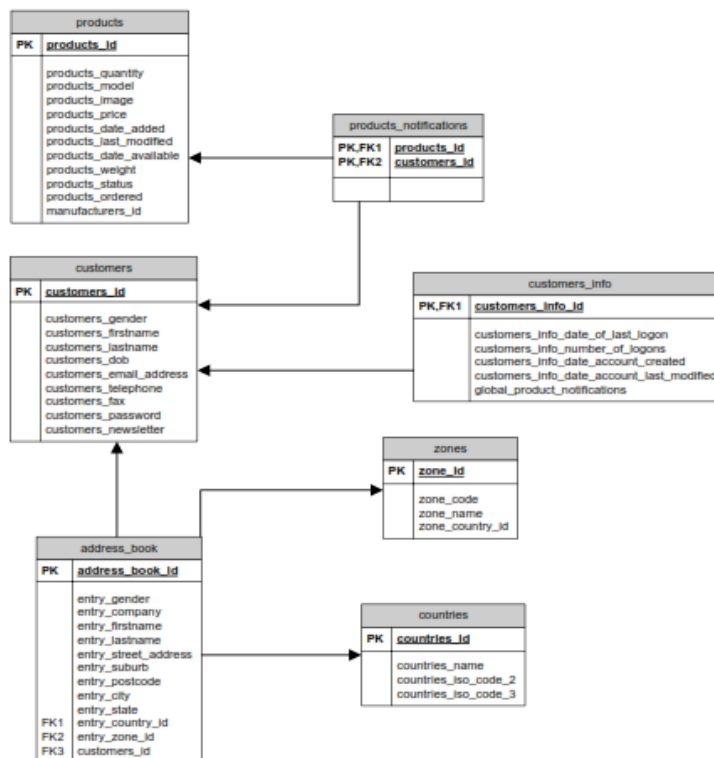 products
PK products_id
products_quantity
products_model
products_image
products_price
products_date_added
products_last_modified
products_date_available
products_weight
products_status
products_ordered
manufacturers_id
products_notifications
PK,FK1 products_id
PK,FK2 customers_id
customers
PK customers_id
customers_gender
customers_firstname
customers_lastname
customers_dob
customers_email_address
customers_telephone
customers_fax
customers_password
customers_newsletter
customers_info
PK,FK1 customers_info_id
customers_info_date_of_last_logon
customers_info_number_of_logons
customers_info_date_account_created
customers_info_date_account_last_modified
global_product_notifications
zones
PK zone_id
zone_code
zone_name
zone_country_id
address_book
PK address_book_id
entry_gender
entry_company
entry_firstname
entry_lastname
entry_street_address
entry_suburb
entry_postcode
entry_city
entry_state
FK1 entry_country_id
FK2 entry_zone_id
FK3 customers_id
countries
PK countries_id
countries_name
countries_iso_code_2
countries_iso_code_3